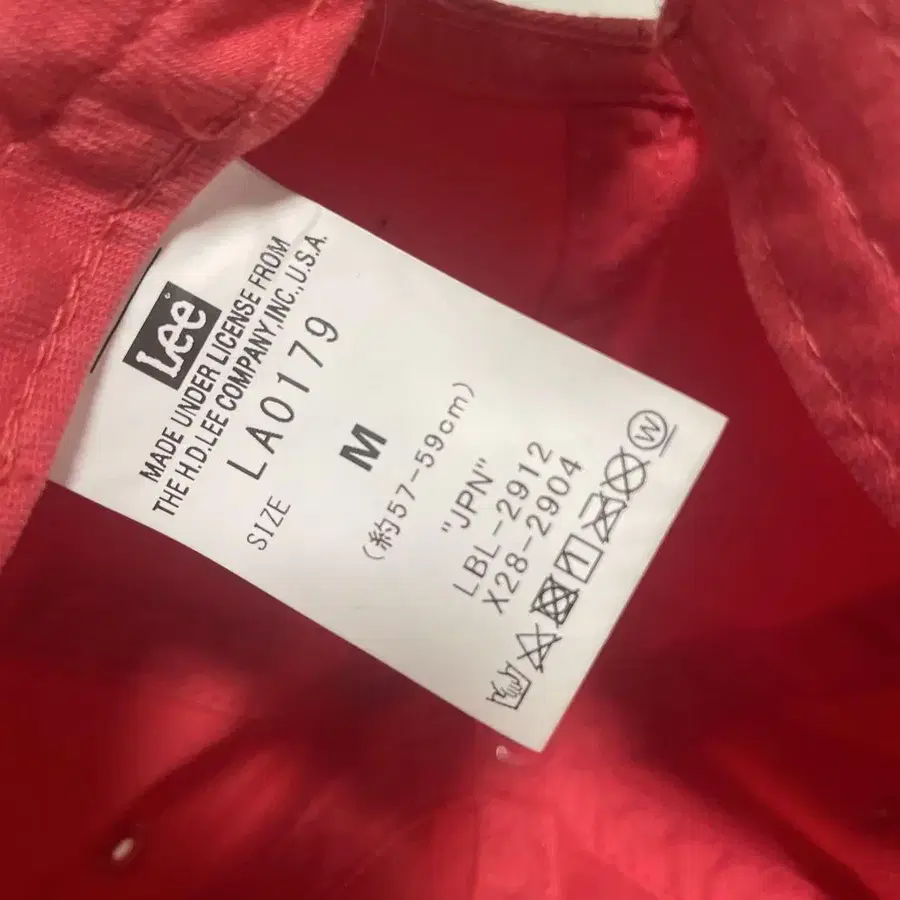 Lee
MADE UNDER LICENSE FROM
THE H.D.LEE COMPANY,INC.,U.S.A.
LA0179
SIZE M
(約57-59cm)
"JPN"
LBL-2912
X28-2904
W